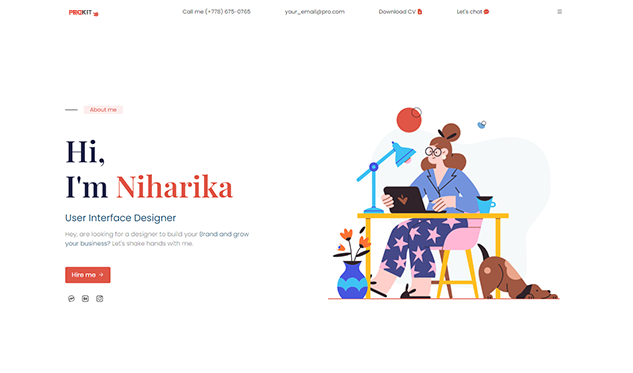 PROKIT
Call me (+778) 675-0765
your_email@pro.com
Download CV
Let's chat
About me
Hi,
I'm Niharika
User Interface Designer
Hey, are looking for a designer to build your Brand and grow
your business? Let's shake hands with me.
Hire me →